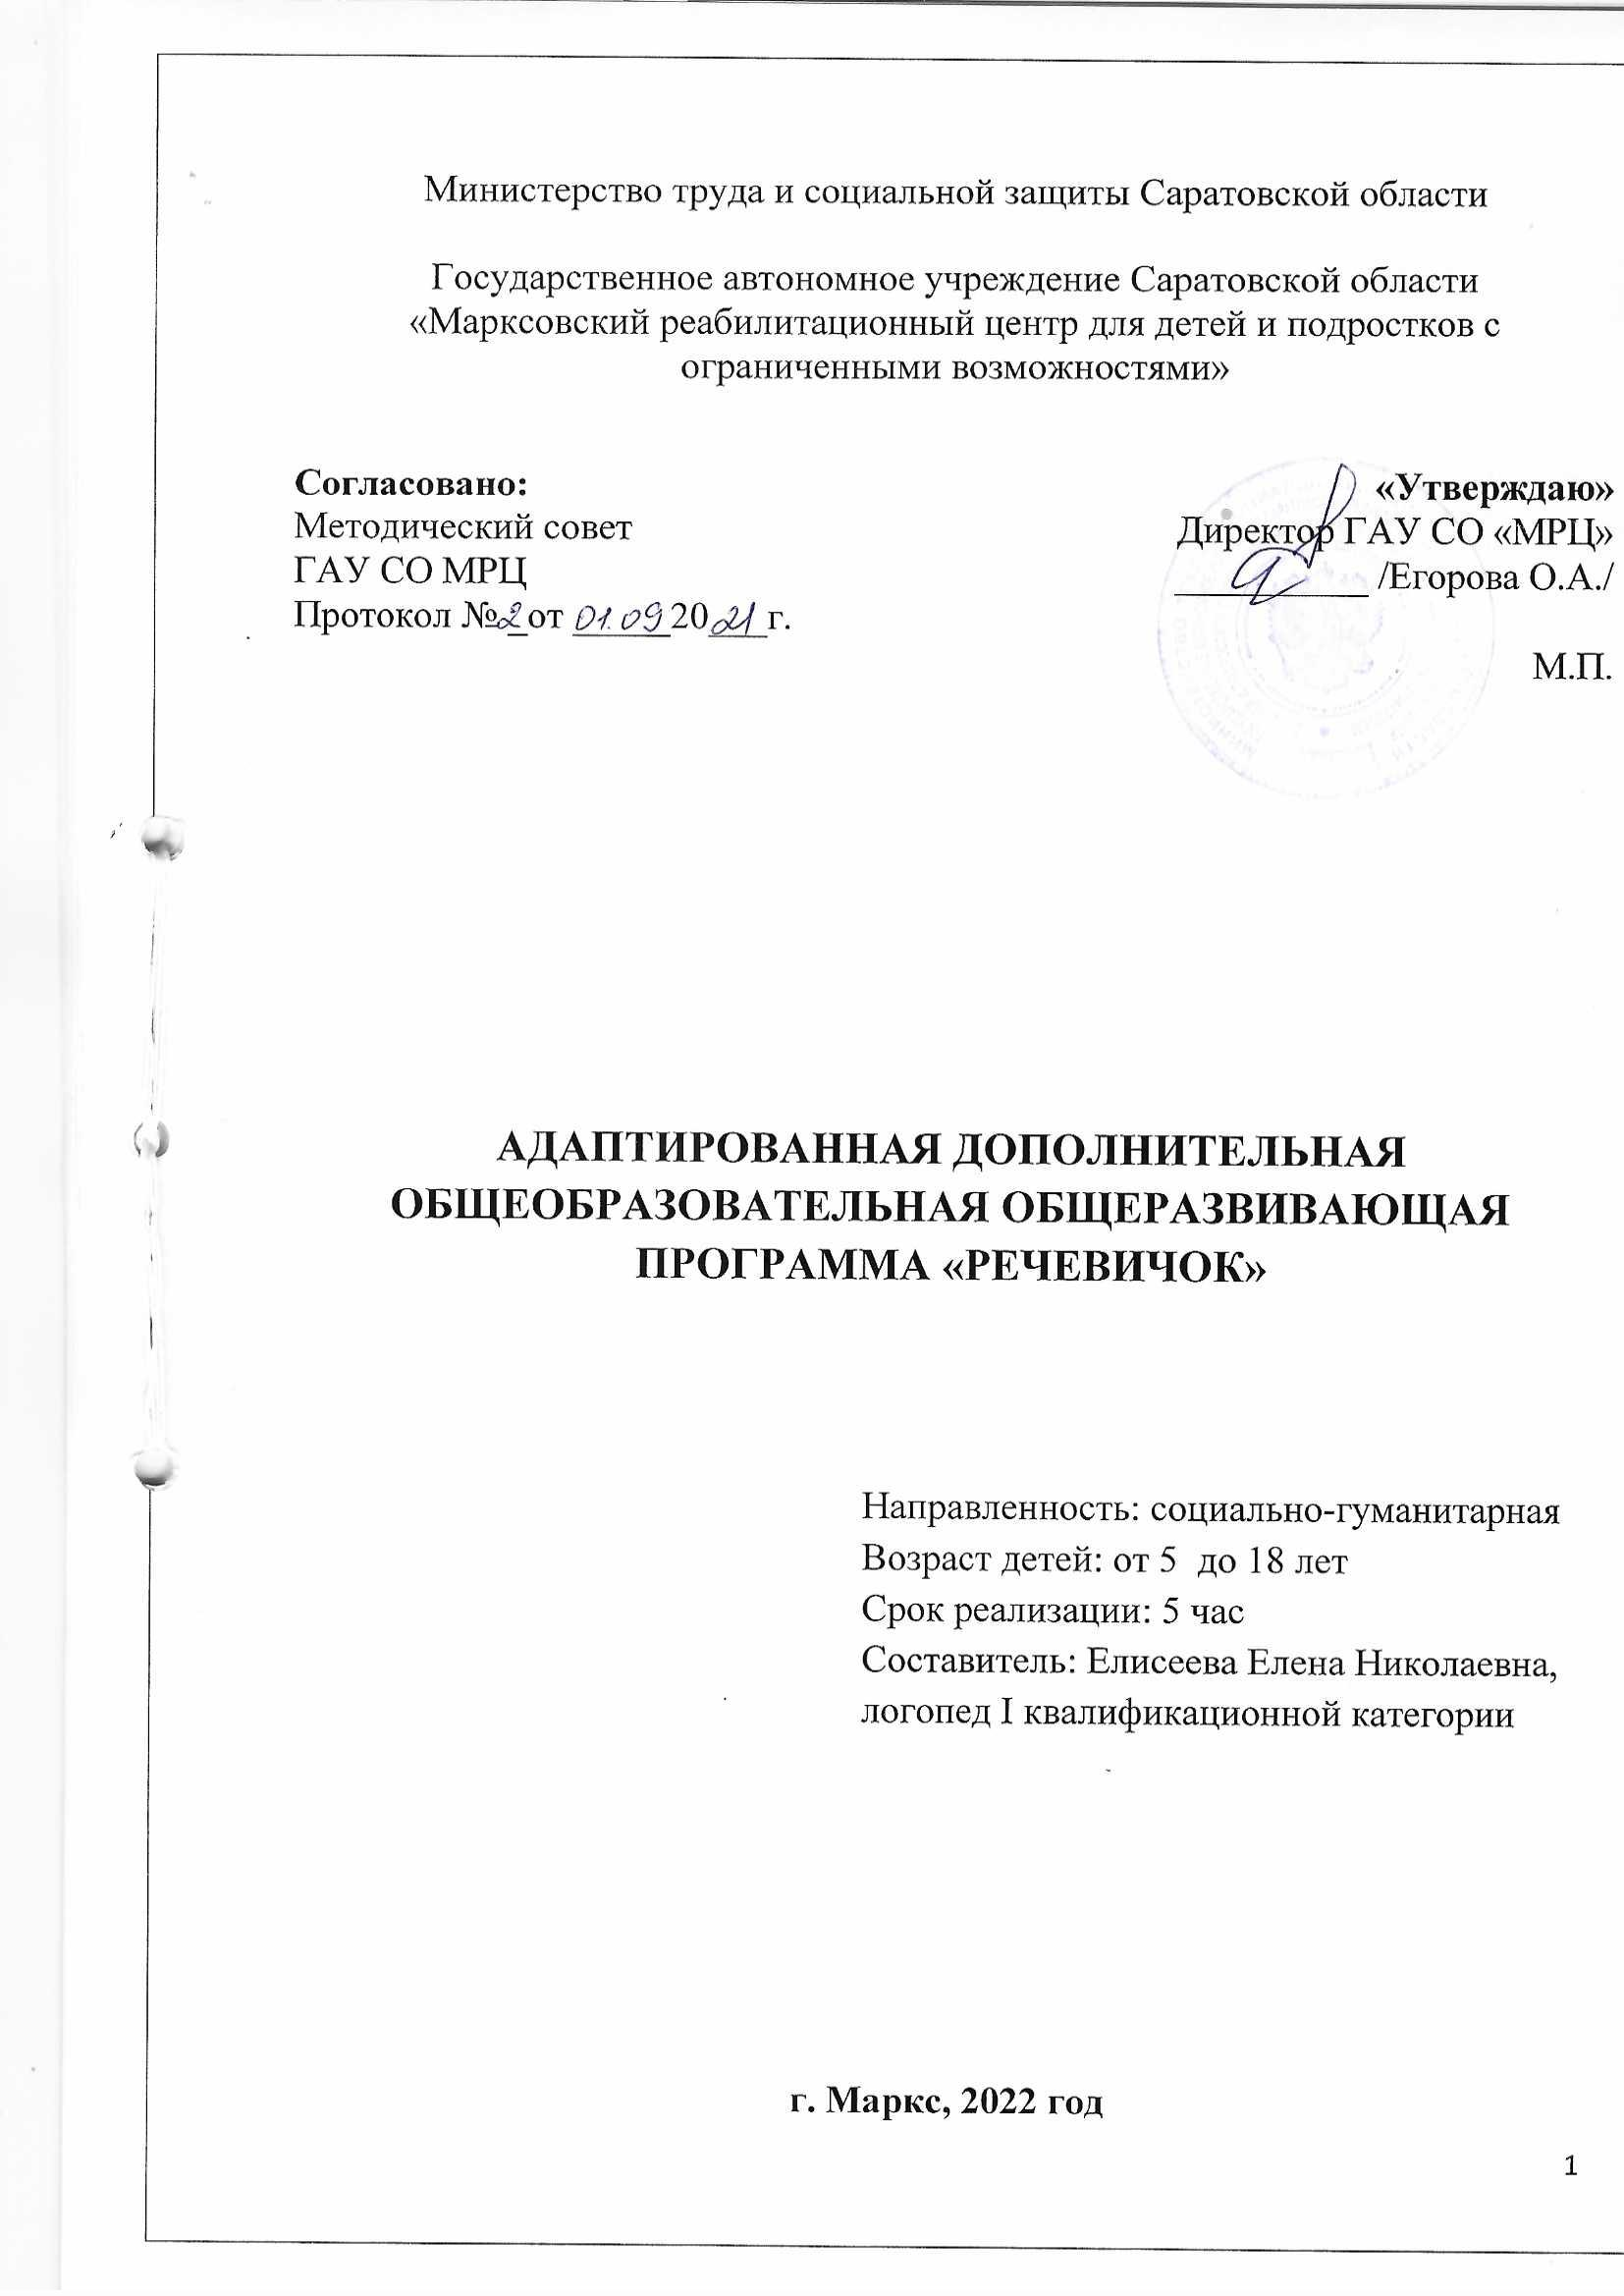 Министерство труда и социальной защиты Саратовской области
Государственное автономное учреждение Саратовской области
«Марксовский реабилитационный центр для детей и подростков с
ограниченными возможностями»
Согласовано:
Методический совет
ГАУ СО МРЦ
Протокол №2 от 01.09 2021 г.
«Утверждаю»
Директор ГАУ СО «МРЦ»
/Егорова О.А./
М.П.
АДАПТИРОВАННАЯ ДОПОЛНИТЕЛЬНАЯ
ОБЩЕОБРАЗОВАТЕЛЬНАЯ ОБЩЕРАЗВИВАЮЩАЯ
ПРОГРАММА «РЕЧЕВИЧОК»
Направленность: социально-гуманитарная
Возраст детей: от 5 до 18 лет
Срок реализации: 5 час
Составитель: Елисеева Елена Николаевна,
логопед I квалификационной категории
г. Маркс, 2022 год
1